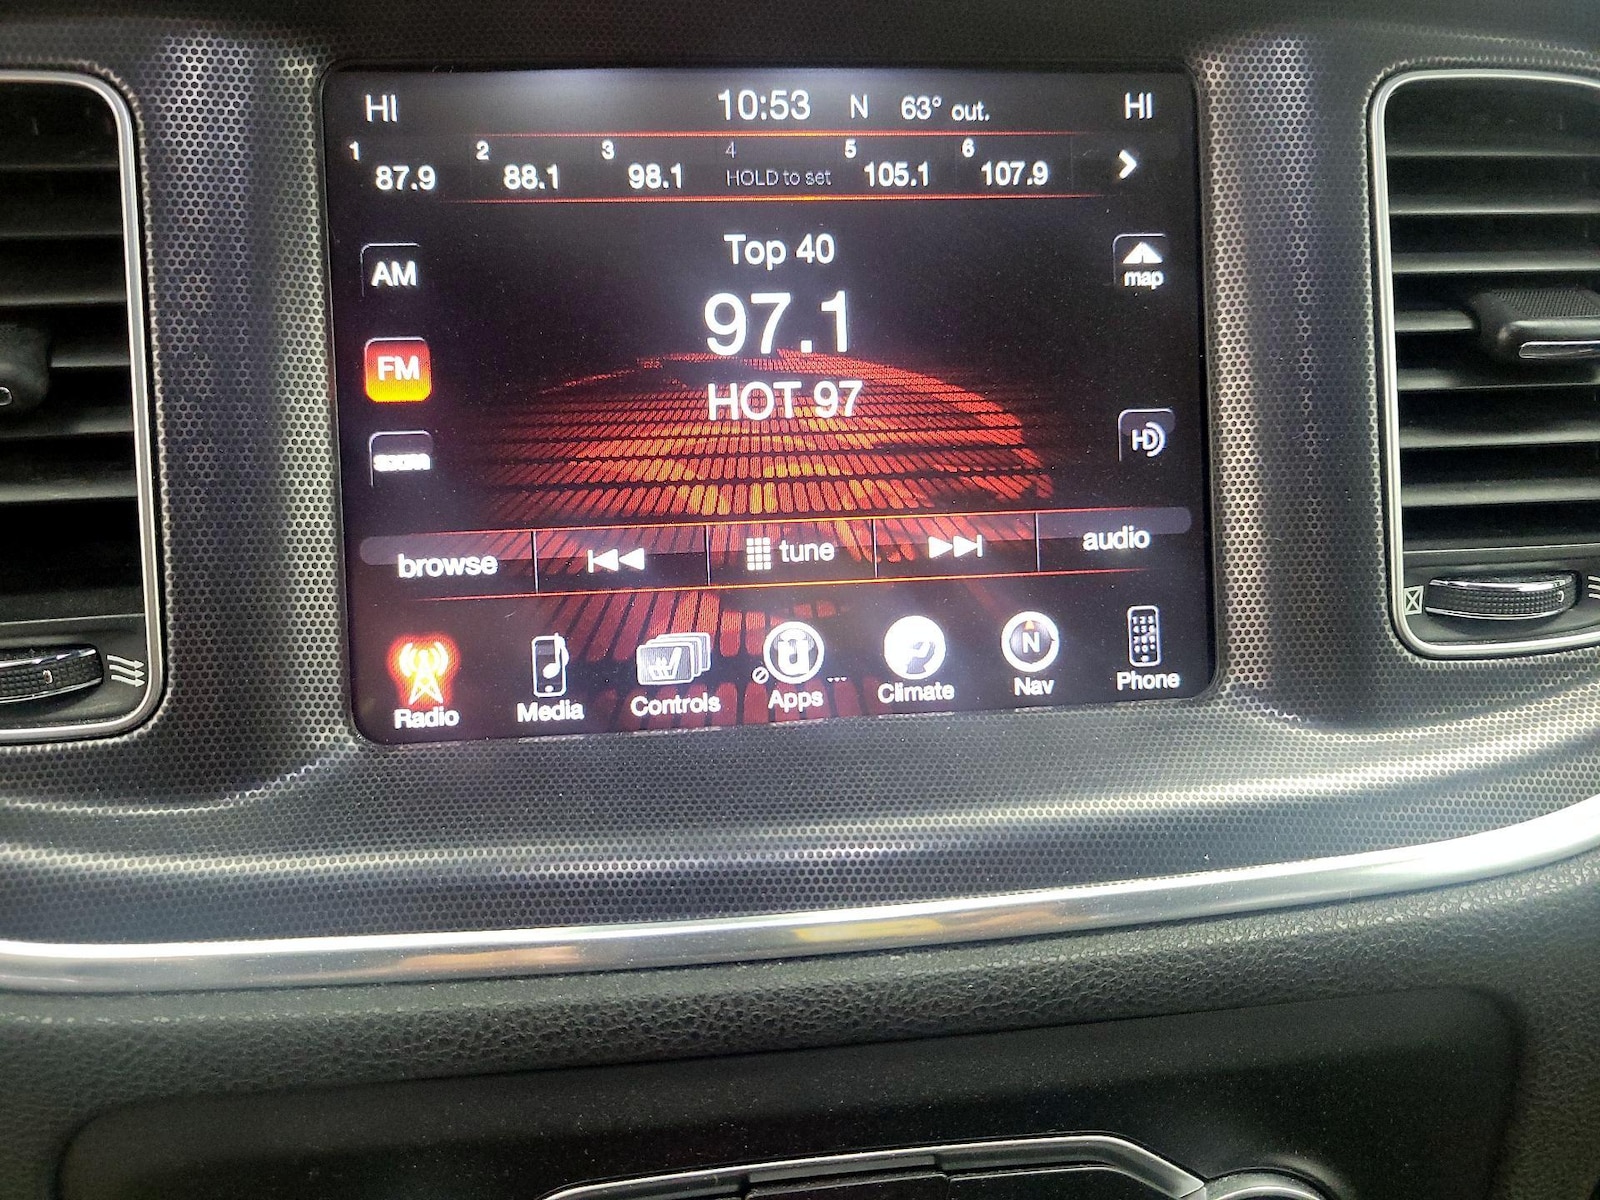 HI 10:53 N 63° out. HI
1 87.9 2 88.1 3 98.1 4 HOLD to set 5 105.1 6 107.9
Top 40
AM
map
97.1
FM
HOT 97
HD
browse tune audio
Radio Media Controls Apps Climate Nav Phone
N